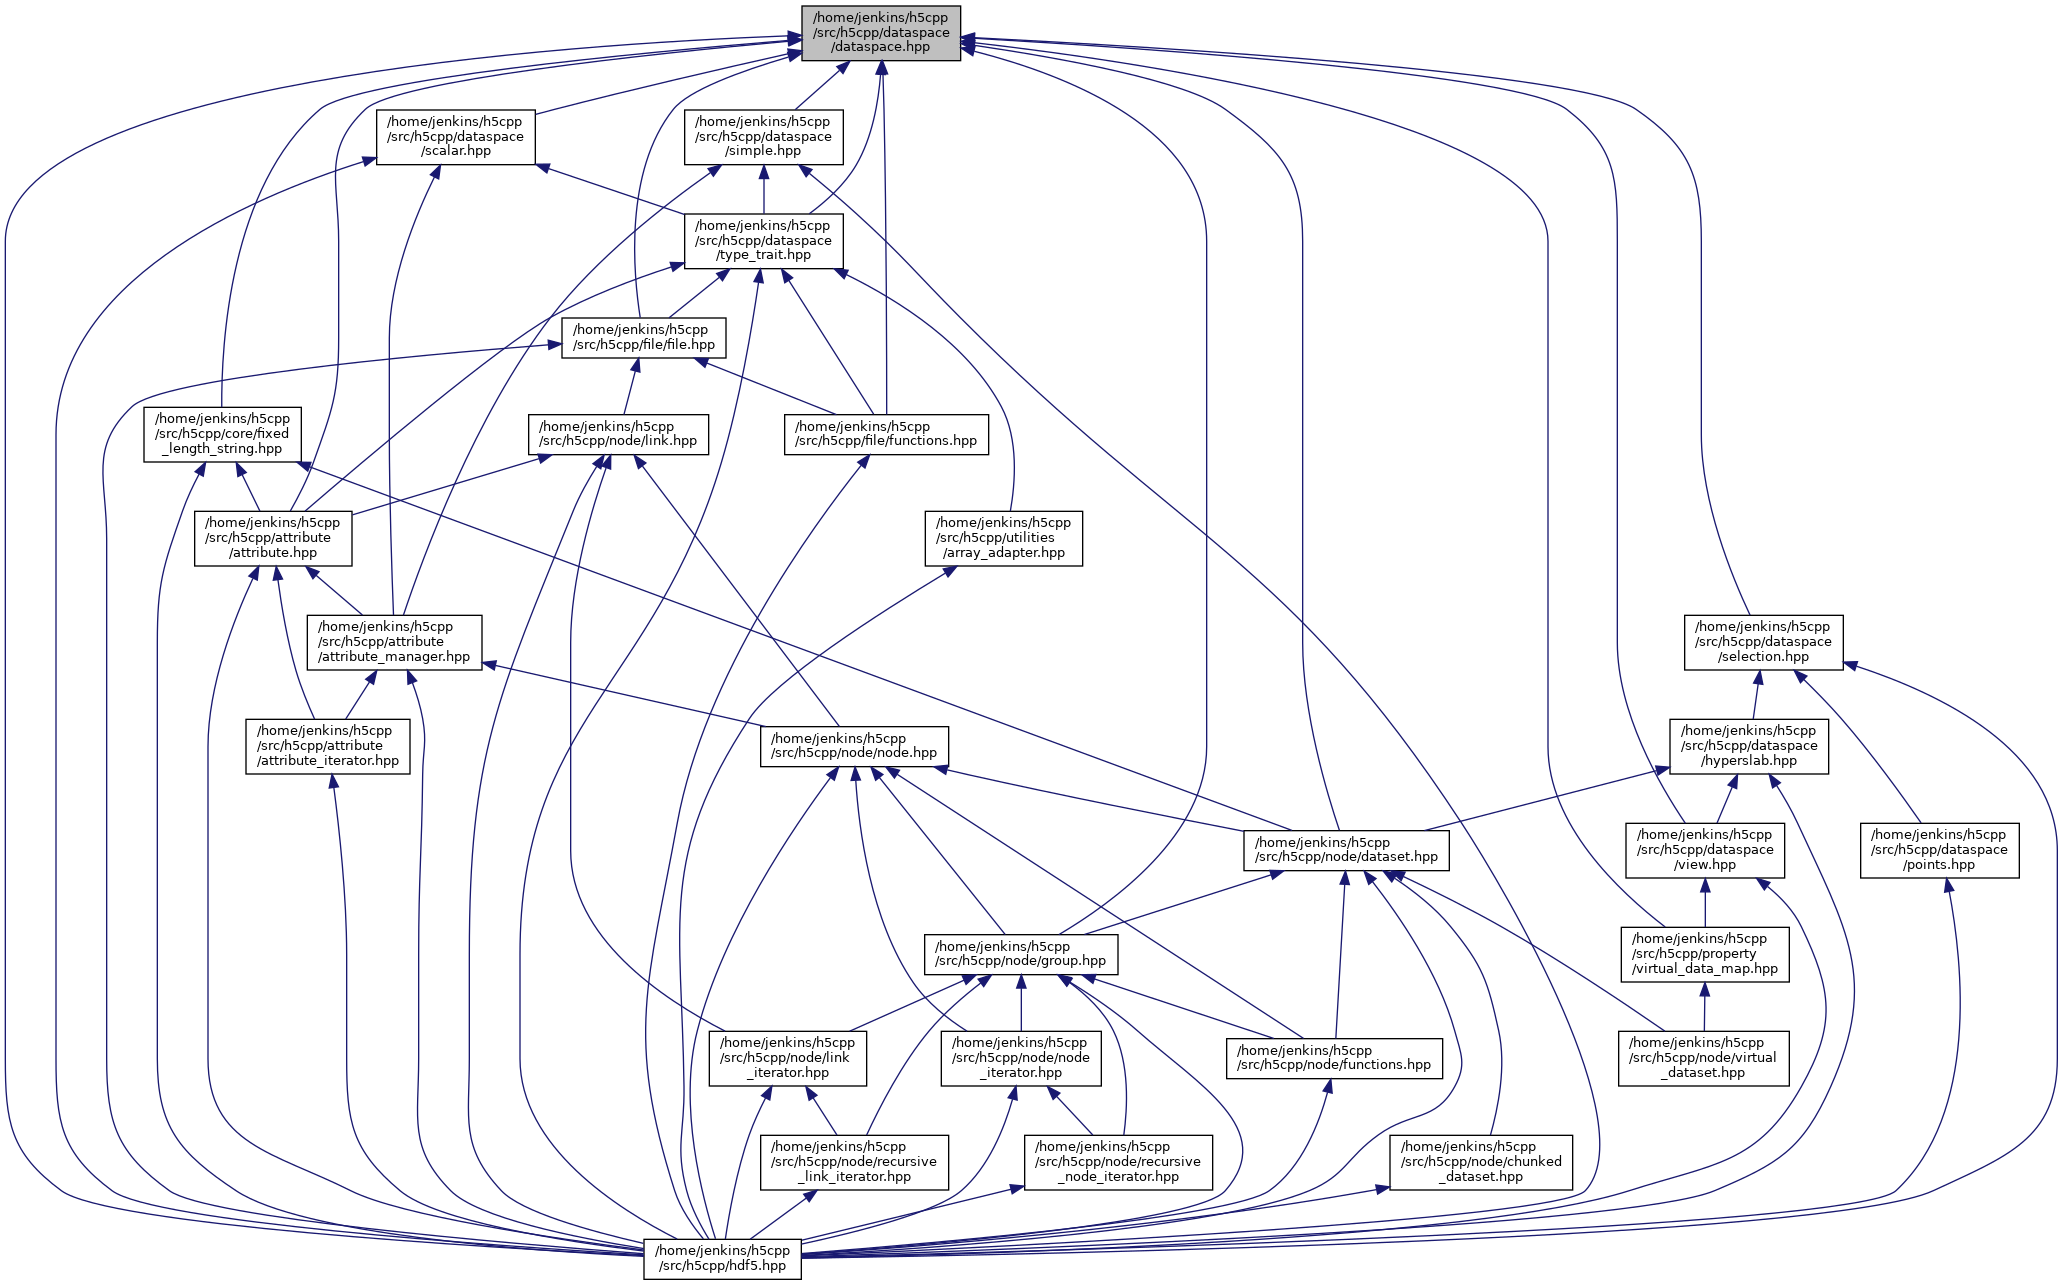 /home/jenkins/h5cpp
/src/h5cpp/dataspace
/dataspace.hpp
/home/jenkins/h5cpp
/src/h5cpp/dataspace
/scalar.hpp
/home/jenkins/h5cpp
/src/h5cpp/dataspace
/simple.hpp
/home/jenkins/h5cpp
/src/h5cpp/dataspace
/type_trait.hpp
/home/jenkins/h5cpp
/src/h5cpp/file/file.hpp
/home/jenkins/h5cpp
/src/h5cpp/core/fixed
_length_string.hpp
/home/jenkins/h5cpp
/src/h5cpp/node/link.hpp
/home/jenkins/h5cpp
/src/h5cpp/file/functions.hpp
/home/jenkins/h5cpp
/src/h5cpp/attribute
/attribute.hpp
/home/jenkins/h5cpp
/src/h5cpp/utilities
/array_adapter.hpp
/home/jenkins/h5cpp
/src/h5cpp/attribute
/attribute_manager.hpp
/home/jenkins/h5cpp
/src/h5cpp/dataspace
/selection.hpp
/home/jenkins/h5cpp
/src/h5cpp/attribute
/attribute_iterator.hpp
/home/jenkins/h5cpp
/src/h5cpp/node/node.hpp
/home/jenkins/h5cpp
/src/h5cpp/dataspace
/hyperslab.hpp
/home/jenkins/h5cpp
/src/h5cpp/node/dataset.hpp
/home/jenkins/h5cpp
/src/h5cpp/dataspace
/view.hpp
/home/jenkins/h5cpp
/src/h5cpp/dataspace
/points.hpp
/home/jenkins/h5cpp
/src/h5cpp/node/group.hpp
/home/jenkins/h5cpp
/src/h5cpp/property
/virtual_data_map.hpp
/home/jenkins/h5cpp
/src/h5cpp/node/link
_iterator.hpp
/home/jenkins/h5cpp
/src/h5cpp/node/node
_iterator.hpp
/home/jenkins/h5cpp
/src/h5cpp/node/functions.hpp
/home/jenkins/h5cpp
/src/h5cpp/node/virtual
_dataset.hpp
/home/jenkins/h5cpp
/src/h5cpp/node/recursive
_link_iterator.hpp
/home/jenkins/h5cpp
/src/h5cpp/node/recursive
_node_iterator.hpp
/home/jenkins/h5cpp
/src/h5cpp/node/chunked
_dataset.hpp
/home/jenkins/h5cpp
/src/h5cpp/hdf5.hpp